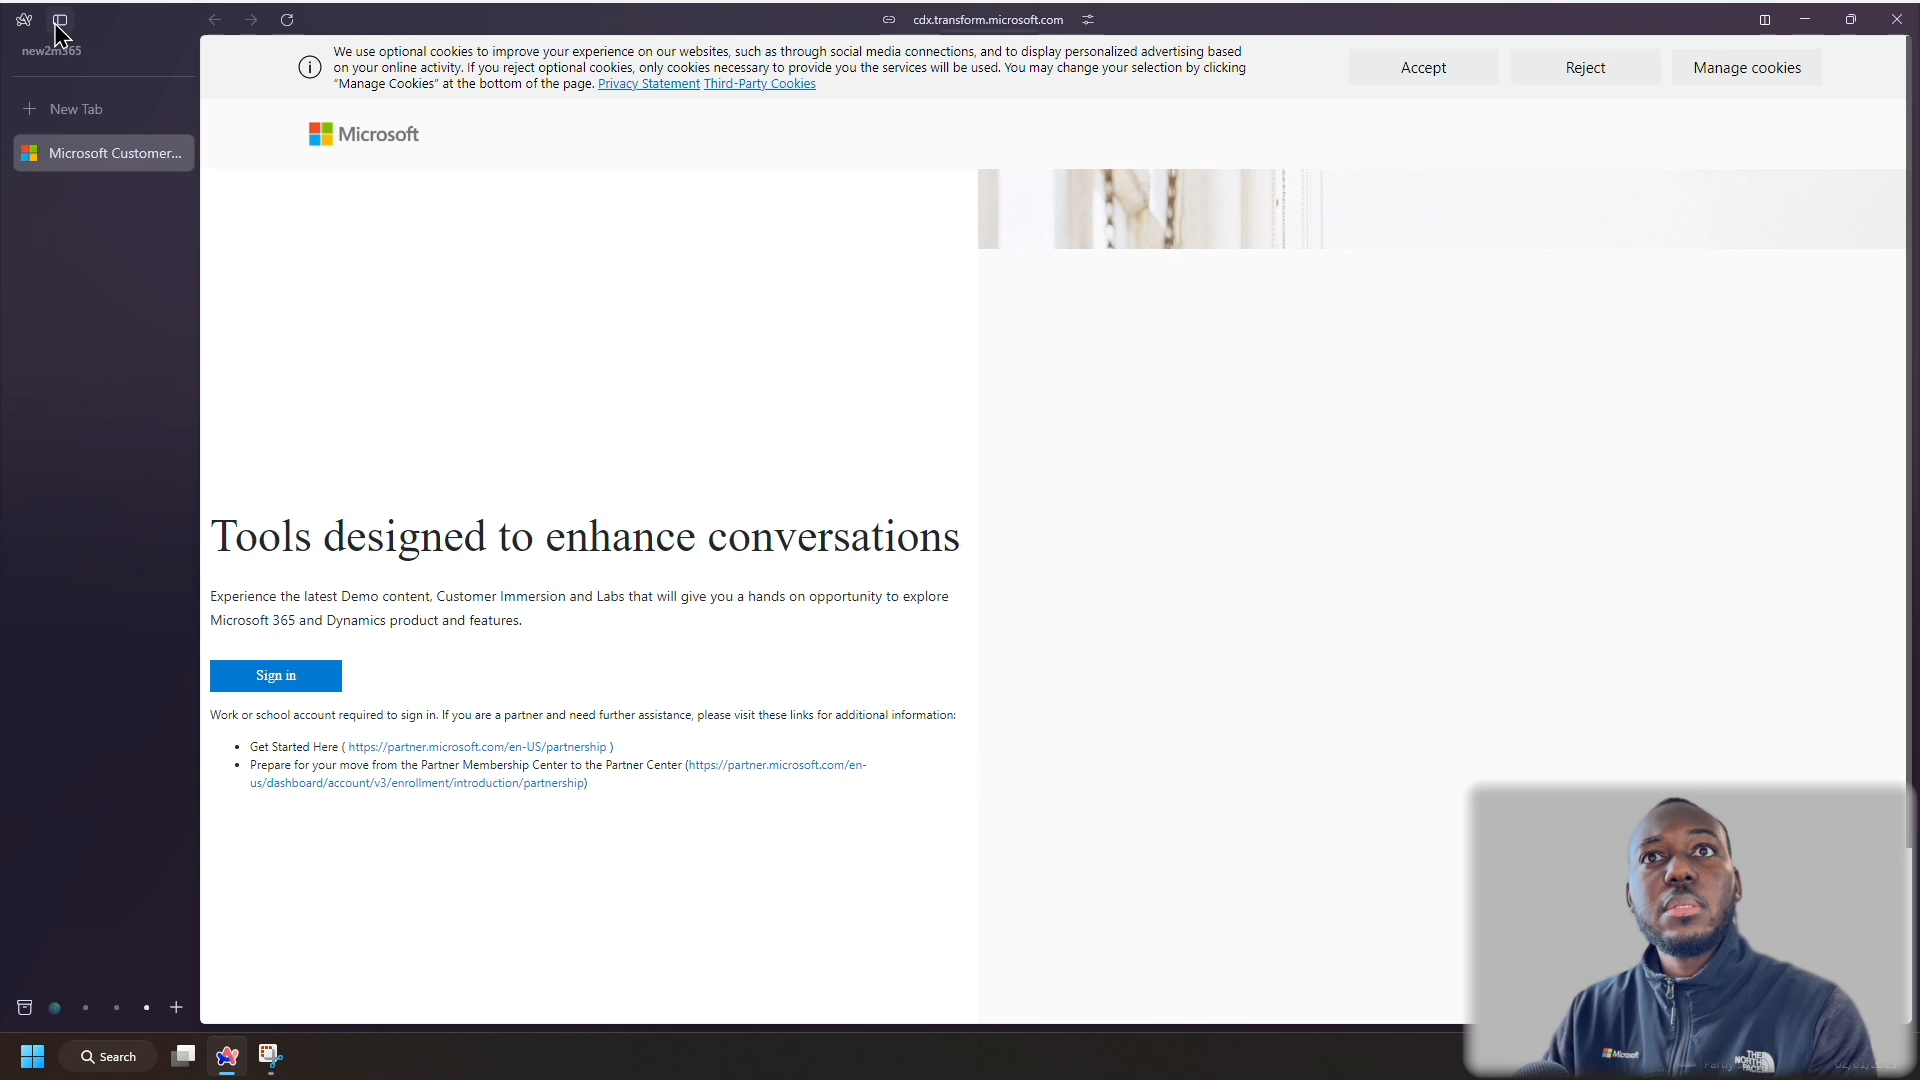 cdx.transform.microsoft.com
new2m365
New Tab
Microsoft Customer...
We use optional cookies to improve your experience on our websites, such as through social media connections, and to display personalized advertising based
on your online activity. If you reject optional cookies, only cookies necessary to provide you the services will be used. You may change your selection by clicking
"Manage Cookies" at the bottom of the page. Privacy Statement Third-Party Cookies
Accept
Reject
Manage cookies
Microsoft
Tools designed to enhance conversations
Experience the latest Demo content, Customer Immersion and Labs that will give you a hands on opportunity to explore
Microsoft 365 and Dynamics product and features.
Sign in
Work or school account required to sign in. If you are a partner and need further assistance, please visit these links for additional information:
• Get Started Here ( https://partner.microsoft.com/en-US/partnership )
• Prepare for your move from the Partner Membership Center to the Partner Center (https://partner.microsoft.com/en-
us/dashboard/account/v3/enrollment/introduction/partnership)
Search
Microsoft
THE
NORTH
FACE